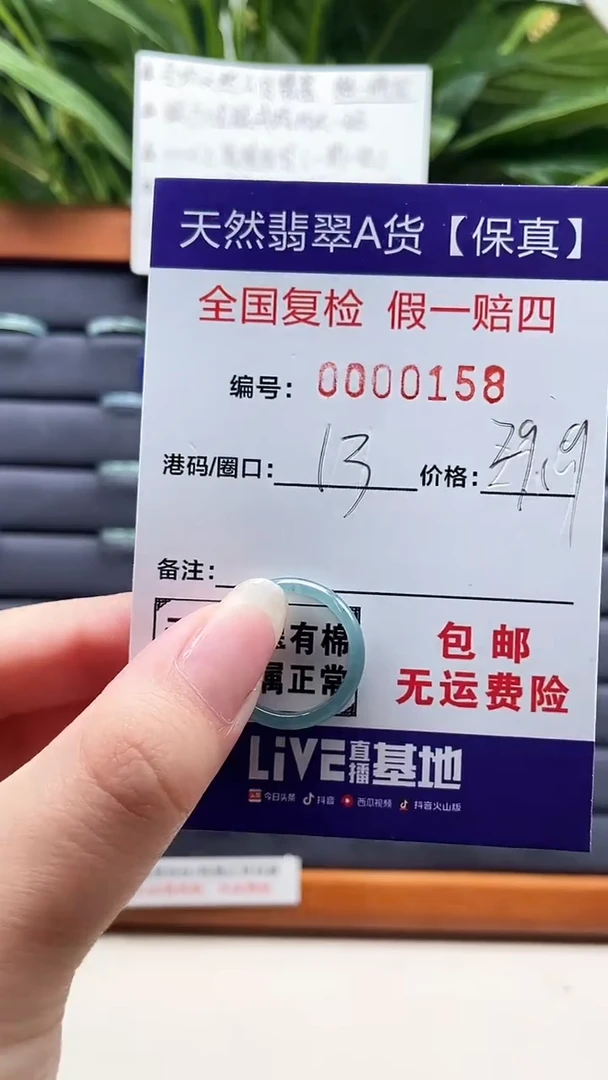 天然翡翠A货【保真】
全国复检 假一赔四
编号: 0000158
港码/圈口: 13 价格: 79.9
备注:
有棉
属正常
包邮
无运费险
LIVE直播基地
今日头条 抖音 西瓜视频 抖音火山版